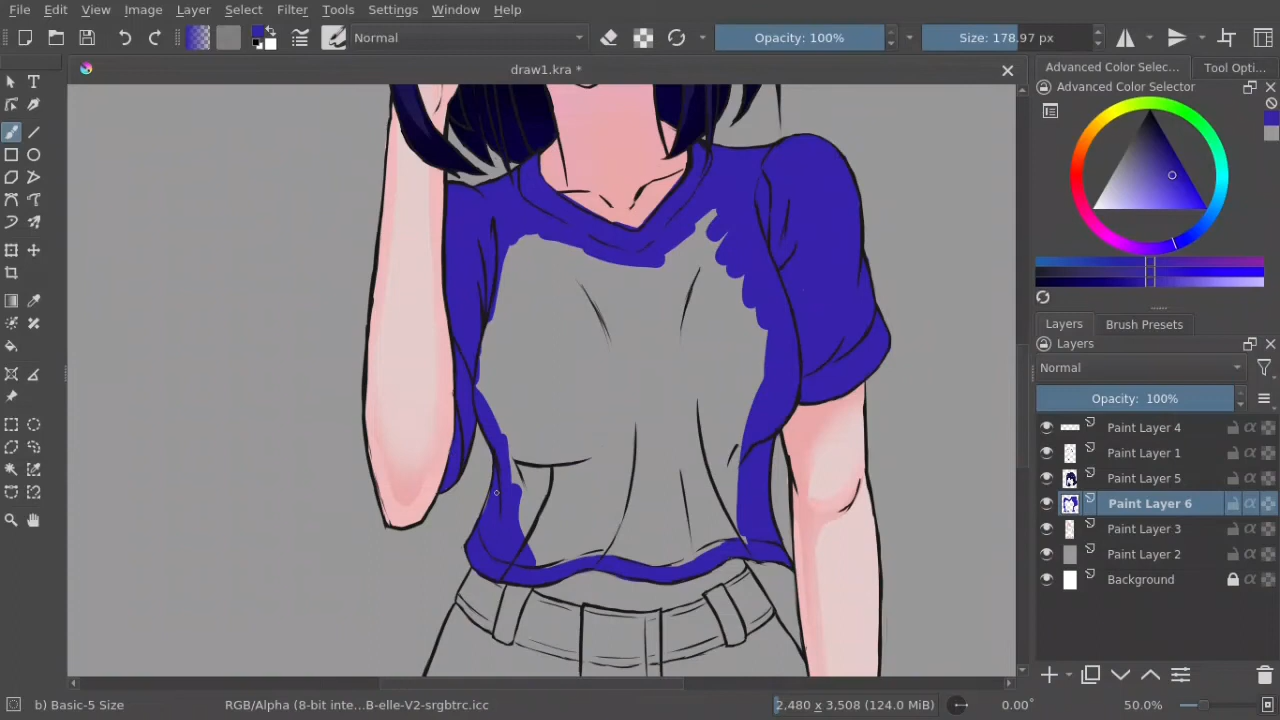 File Edit View Image Layer Select Filter Tools Settings Window Help
Normal Opacity: 100% Size: 178.97 px
draw1.kra *
Advanced Color Selec... Tool Opti...
Advanced Color Selector
Layers Brush Presets
Layers
Normal
Opacity: 100%
Paint Layer 4
Paint Layer 1
Paint Layer 5
Paint Layer 6
Paint Layer 3
Paint Layer 2
Background
b) Basic-5 Size RGB/Alpha (8-bit inte...B-elle-V2-srgbtrc.icc 2,480 x 3,508 (124.0 MiB) 0.00° 50.0%